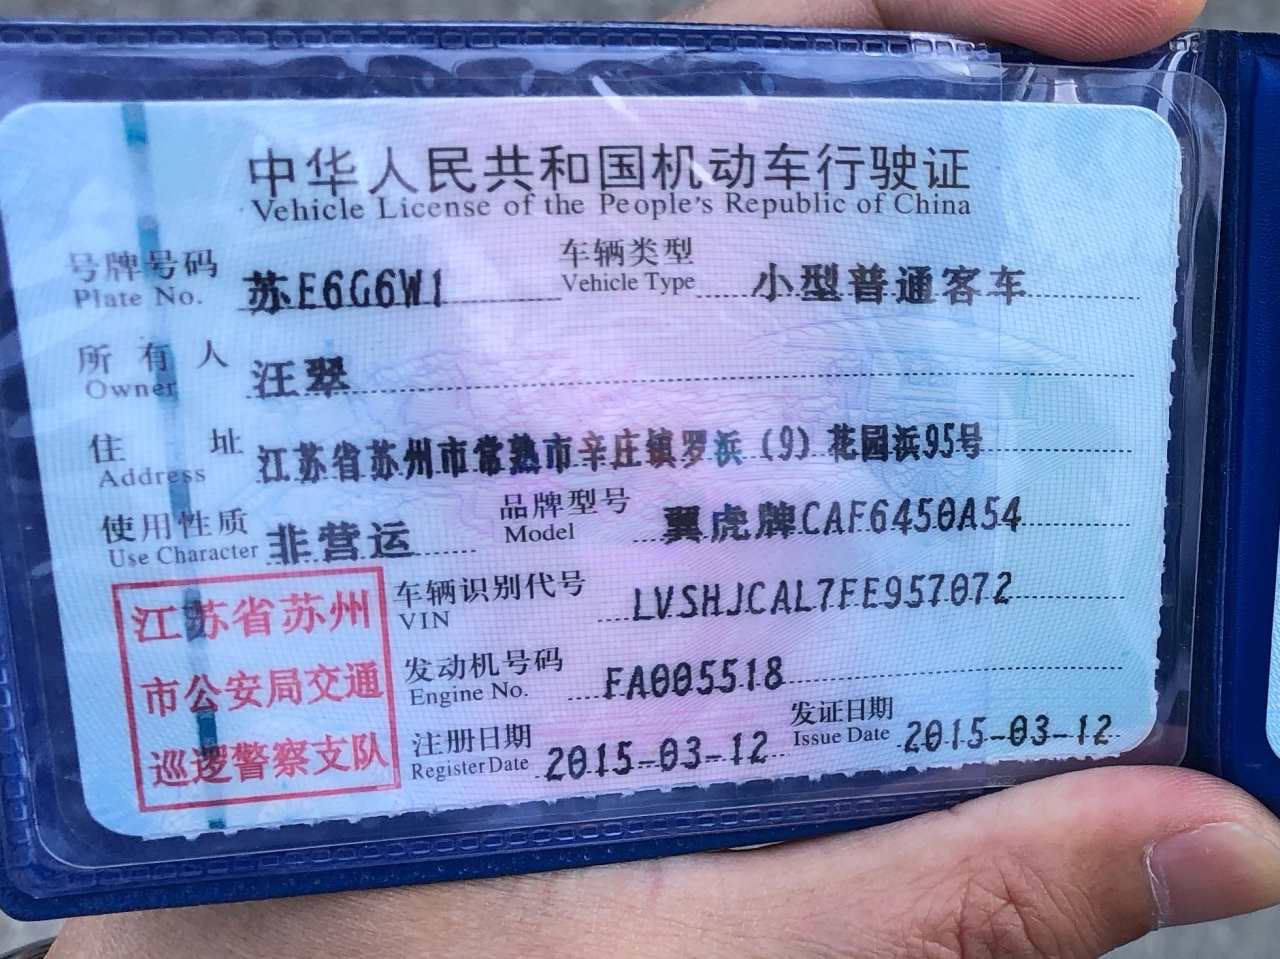 中华人民共和国机动车行驶证
Vehicle License of the People's Republic of China
号牌号码 苏E6G6W1 车辆类型 小型普通客车
Plate No. Vehicle Type
所有人 汪翠
Owner
住址 江苏省苏州市常熟市辛庄镇罗浜（9）花园浜95号
Address
使用性质 非营运 品牌型号 翼虎牌CAF6450A54
Use Character Model
车辆识别代号 LVSHJCAL7FE957072
VIN
发动机号码 FA005518
Engine No.
注册日期 2015-03-12 发证日期 2015-03-12
Register Date Issue Date
江苏省苏州
市公安局交通
巡逻警察支队